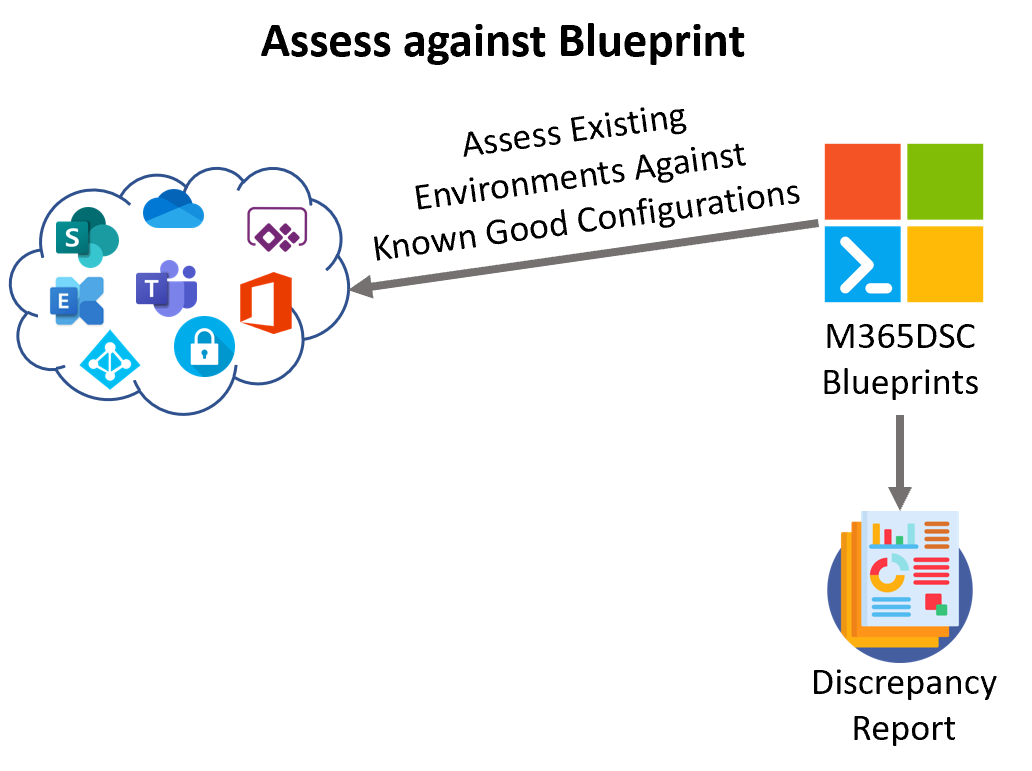 Assess against Blueprint
Assess Existing
Environments Against
Known Good Configurations
S
E
T
M365DSC
Blueprints
Discrepancy
Report